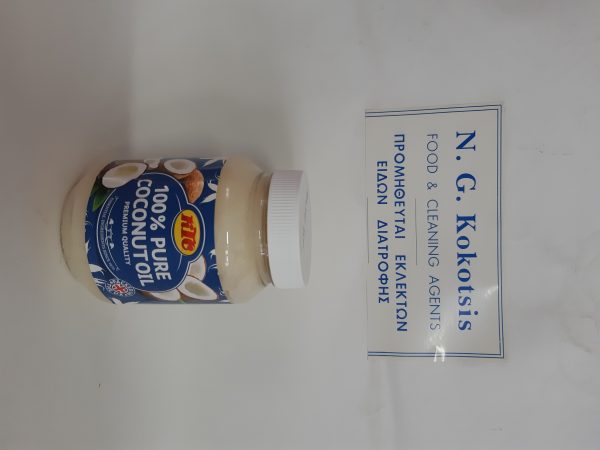 KTC
100% PURE
COCONUT OIL
PREMIUM QUALITY
N. G. Kokotsis
FOOD & CLEANING AGENTS
ΠΡΟΜΗΘΕΥΤΑΙ ΕΚΛΕΚΤΩΝ
ΕΙΔΩΝ ΔΙΑΤΡΟΦΗΣ